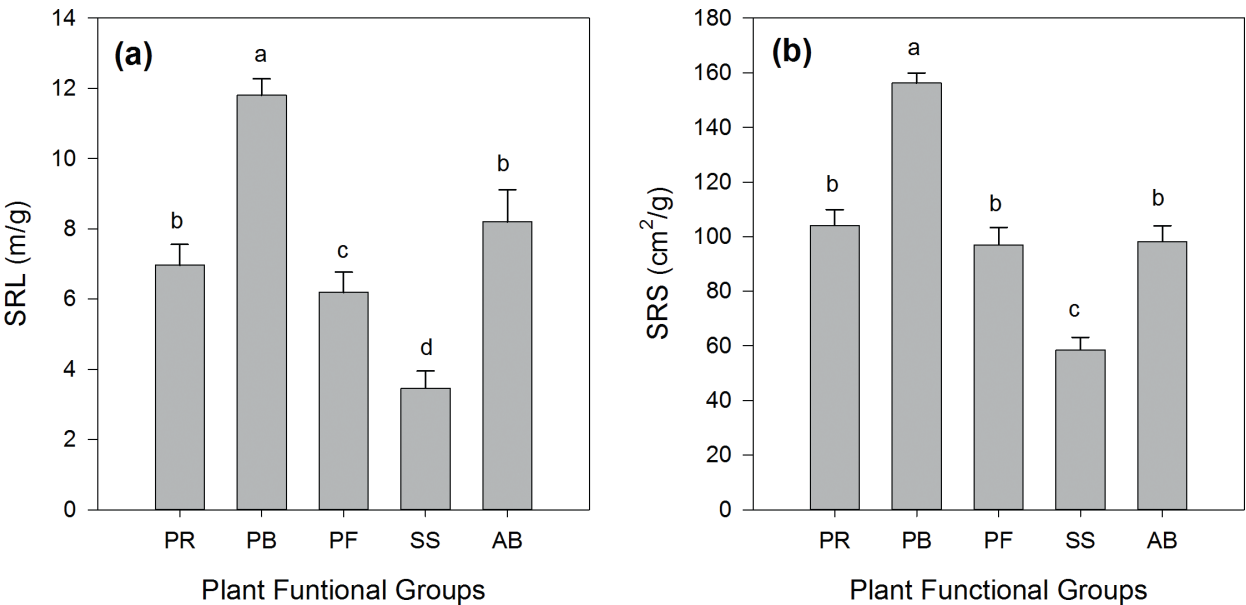 (a)
SRL (m/g)
14
12
10
8
6
4
2
0
b
a
c
d
b
PR PB PF SS AB
Plant Funtional Groups
(b)
SRS (cm²/g)
180
160
140
120
100
80
60
40
20
0
b
a
b
c
b
PR PB PF SS AB
Plant Functional Groups